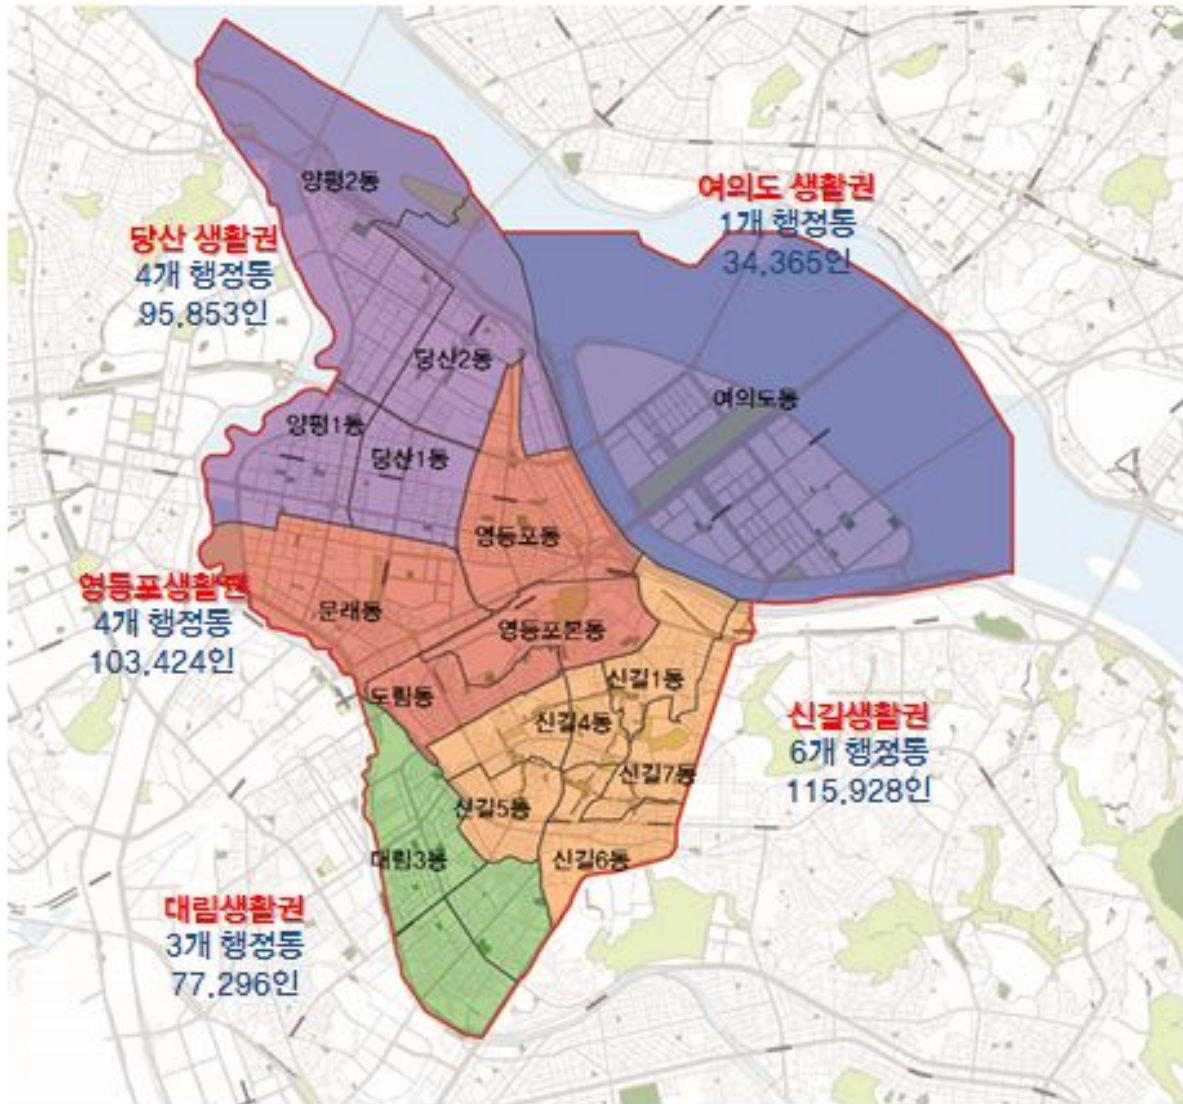 양평2동
여의도 생활권
1개 행정동
34,365인
당산 생활권
4개 행정동
95,853인
당산2동
여의도동
양평1동
당산1동
영등포동
영등포생활권
4개 행정동
103,424인
문래동
영등포본동
도림동
신길1동
신길4동
신길생활권
6개 행정동
115,928인
신길7동
신길5동
대림3동
신길6동
대림생활권
3개 행정동
77,296인